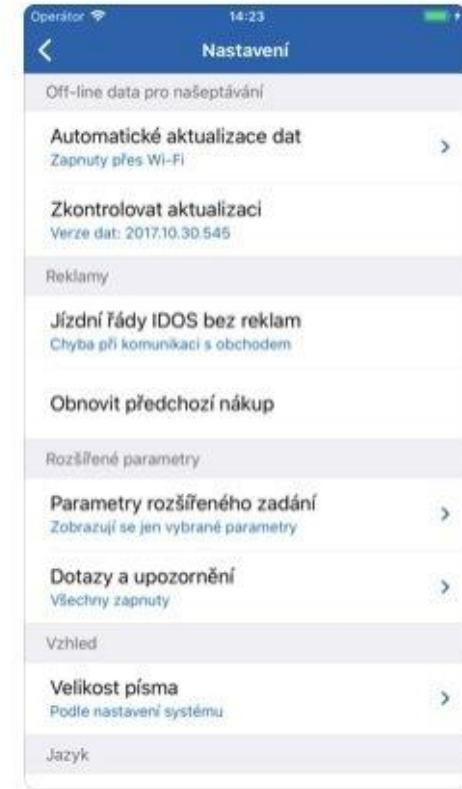 Operátor 14:23
Nastavení
Off-line data pro našeptávání
Automatické aktualizace dat
Zapnuty přes Wi-Fi
Zkontrolovat aktualizaci
Verze dat: 2017.10.30.545
Reklamy
Jízdní řády IDOS bez reklam
Chyba při komunikaci s obchodem
Obnovit předchozí nákup
Rozšířené parametry
Parametry rozšířeného zadání
Zobrazují se jen vybrané parametry
Dotazy a upozornění
Všechny zapnuty
Vzhled
Velikost písma
Podle nastavení systému
Jazyk